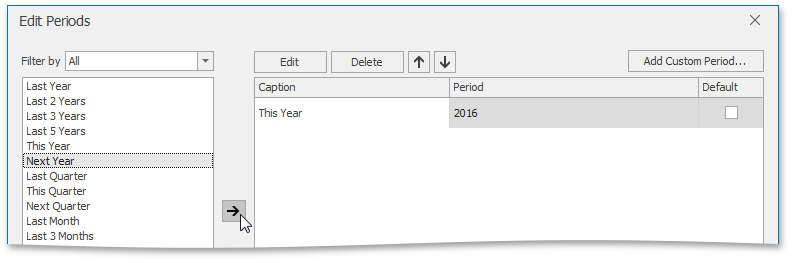 Edit Periods
Filter by All
Edit Delete Add Custom Period...
Caption Period Default
This Year 2016
Last Year
Last 2 Years
Last 3 Years
Last 5 Years
This Year
Next Year
Last Quarter
This Quarter
Next Quarter
Last Month
Last 3 Months